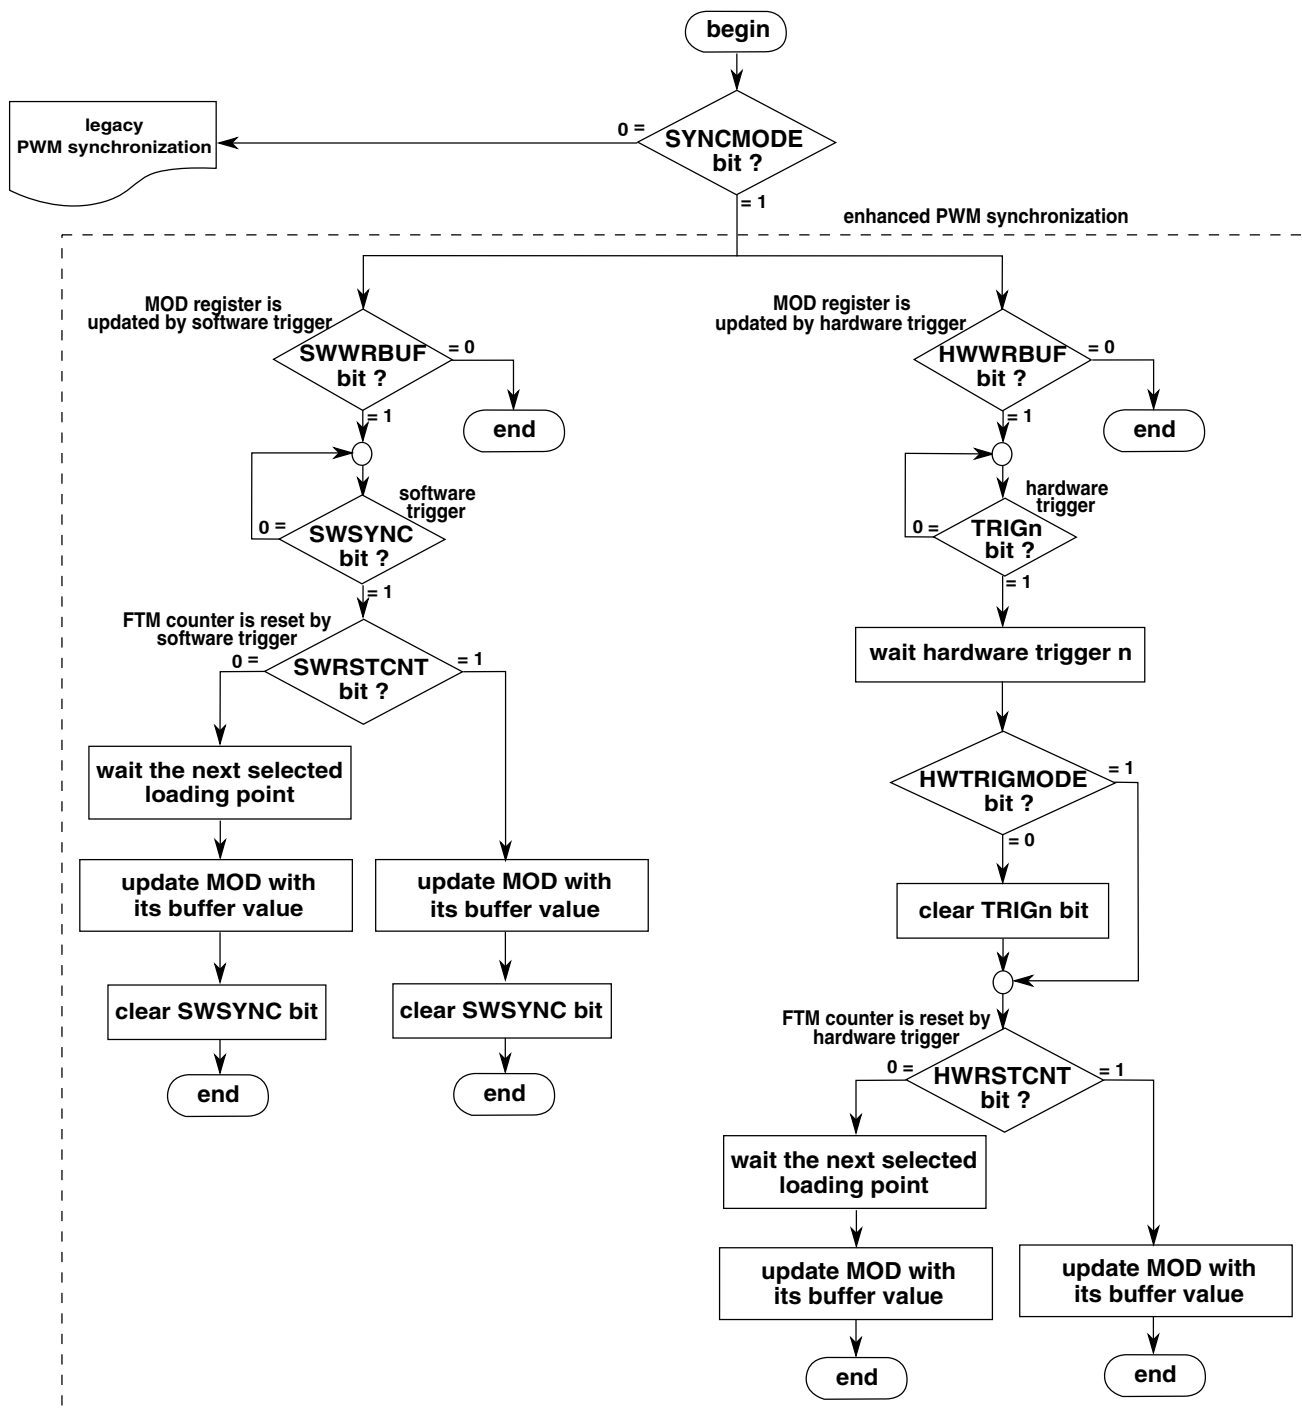 begin
0 =
SYNCMODE
bit ?
legacy
PWM synchronization
= 1
enhanced PWM synchronization
MOD register is
updated by software trigger
SWWRBUF
bit ?
= 0
= 1
end
software
trigger
0 =
SWSYNC
bit ?
= 1
FTM counter is reset by
software trigger
0 =
SWRSTCNT
bit ?
= 1
wait the next selected
loading point
update MOD with
its buffer value
update MOD with
its buffer value
clear SWSYNC bit
clear SWSYNC bit
end
end
MOD register is
updated by hardware trigger
HWWRBUF
bit ?
= 0
= 1
end
hardware
trigger
0 =
TRIGn
bit ?
= 1
wait hardware trigger n
HWTRIGMODE
bit ?
= 1
= 0
clear TRIGn bit
FTM counter is reset by
hardware trigger
0 =
HWRSTCNT
bit ?
= 1
wait the next selected
loading point
update MOD with
its buffer value
update MOD with
its buffer value
end
end